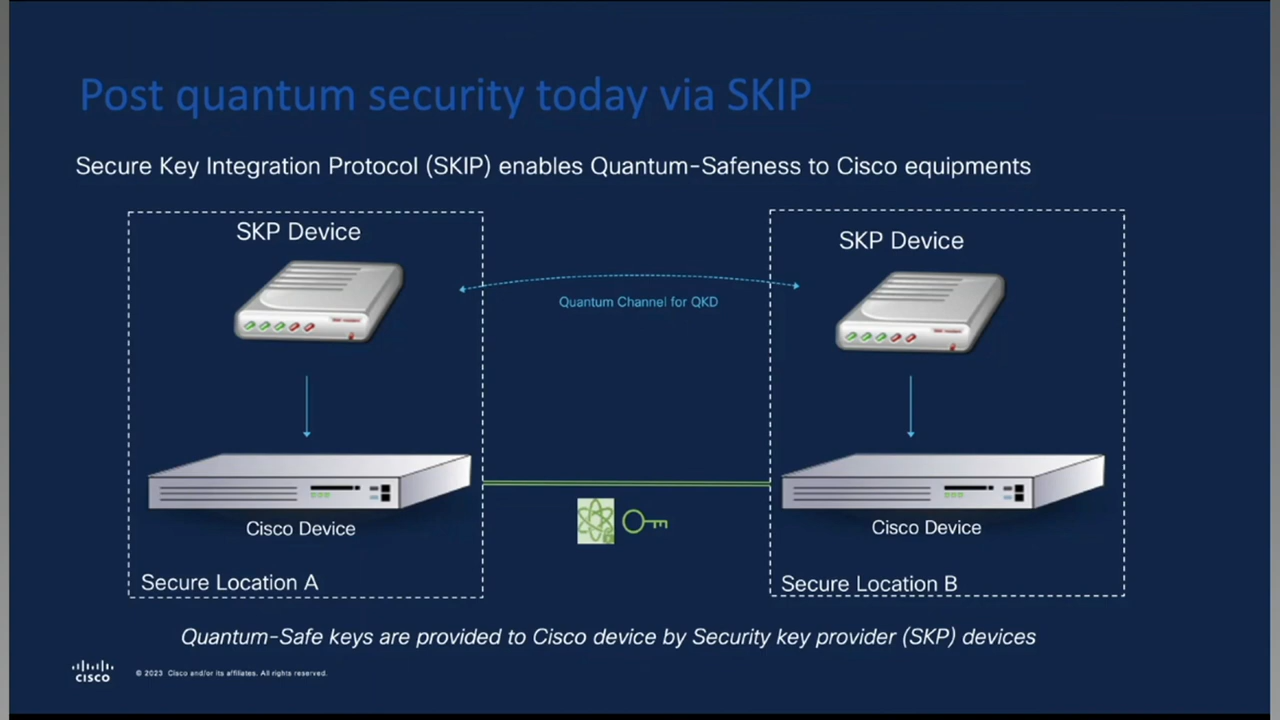 Post quantum security today via SKIP
Secure Key Integration Protocol (SKIP) enables Quantum-Safeness to Cisco equipments
SKP Device
SKP Device
Quantum Channel for QKD
Cisco Device
Cisco Device
Secure Location A
Secure Location B
Quantum-Safe keys are provided to Cisco device by Security key provider (SKP) devices
CISCO
© 2023 Cisco and/or its affiliates. All rights reserved.